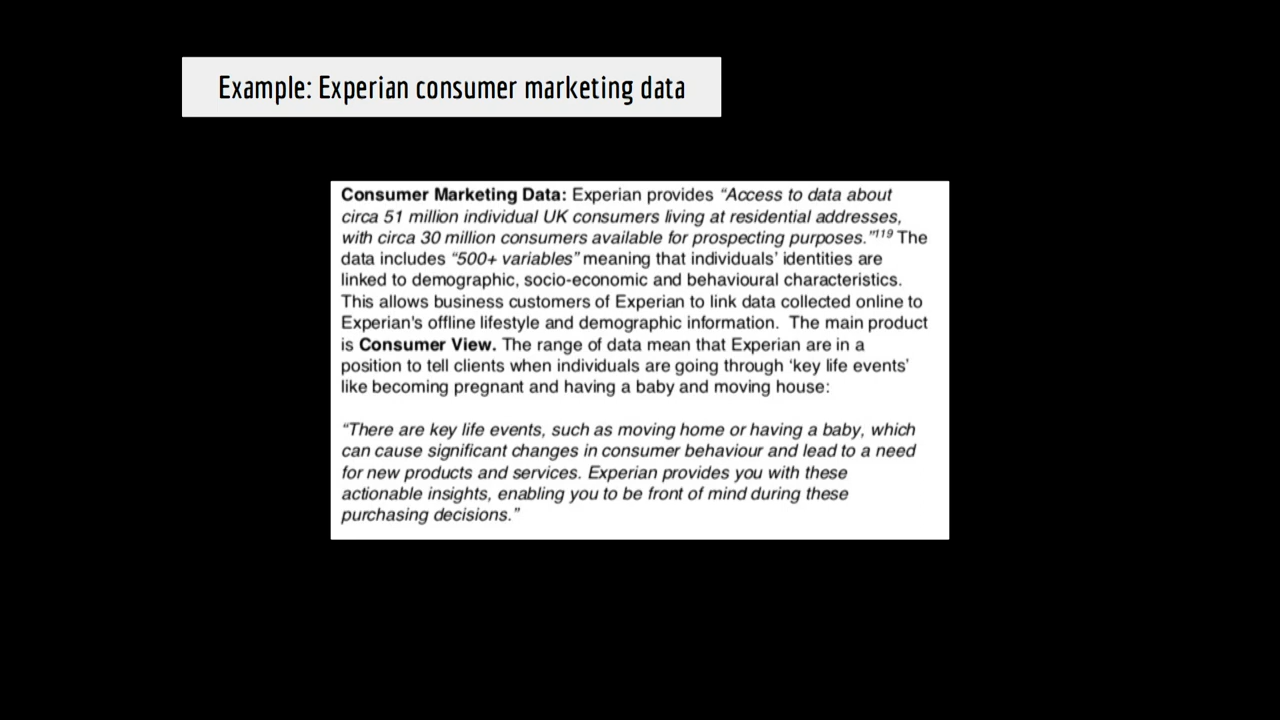 Example: Experian consumer marketing data
Consumer Marketing Data: Experian provides “Access to data about
circa 51 million individual UK consumers living at residential addresses,
with circa 30 million consumers available for prospecting purposes.”119 The
data includes “500+ variables” meaning that individuals’ identities are
linked to demographic, socio-economic and behavioural characteristics.
This allows business customers of Experian to link data collected online to
Experian's offline lifestyle and demographic information.  The main product
is Consumer View. The range of data mean that Experian are in a
position to tell clients when individuals are going through ‘key life events’
like becoming pregnant and having a baby and moving house:
“There are key life events, such as moving home or having a baby, which
can cause significant changes in consumer behaviour and lead to a need
for new products and services. Experian provides you with these
actionable insights, enabling you to be front of mind during these
purchasing decisions.”